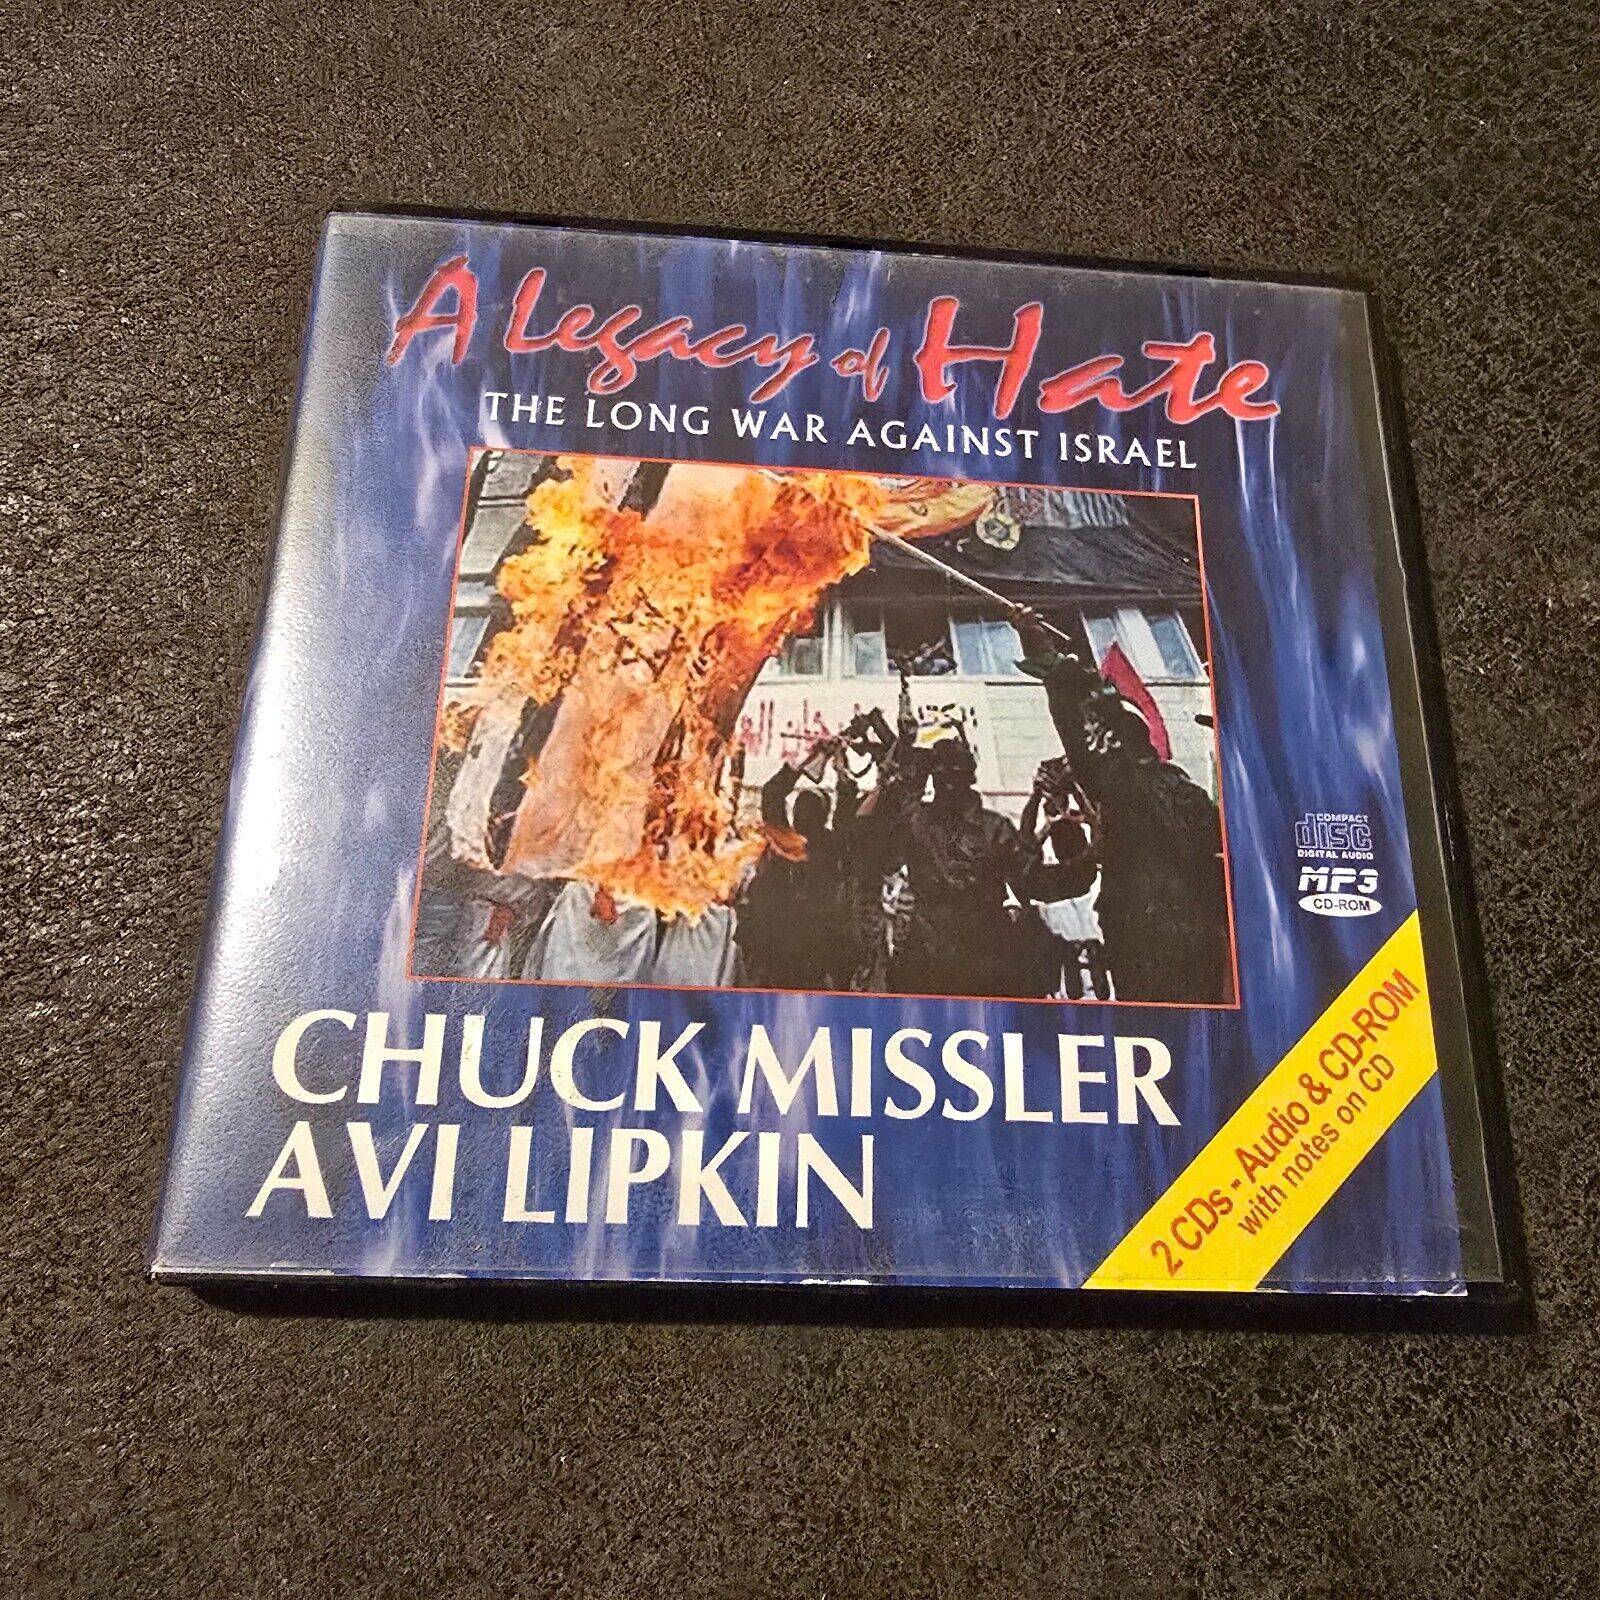 A Legacy of Hate
THE LONG WAR AGAINST ISRAEL
COMPACT
disc
DIGITAL AUDIO
MP3
CD-ROM
CHUCK MISSLER
AVI LIPKIN
2 CDs - Audio & CD-ROM
with notes on CD